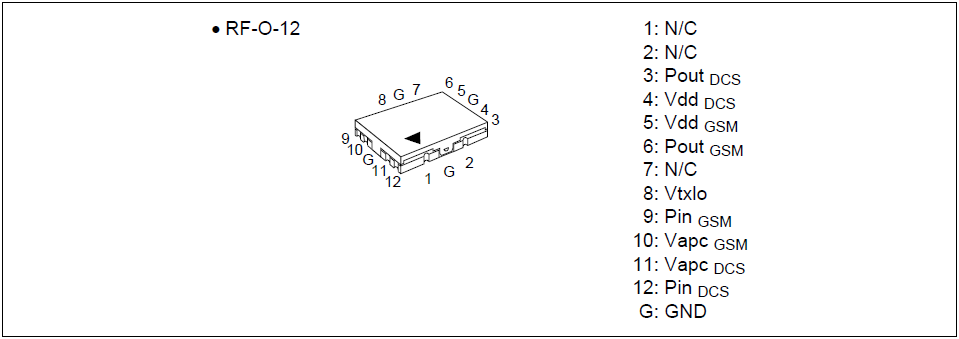 • RF-O-12
8 G 7
6
5
G
4
3
9
10
G
11
12
1 G 2
1: N/C
2: N/C
3: Pout DCS
4: Vdd DCS
5: Vdd GSM
6: Pout GSM
7: N/C
8: Vtxlo
9: Pin GSM
10: Vapc GSM
11: Vapc DCS
12: Pin DCS
G: GND